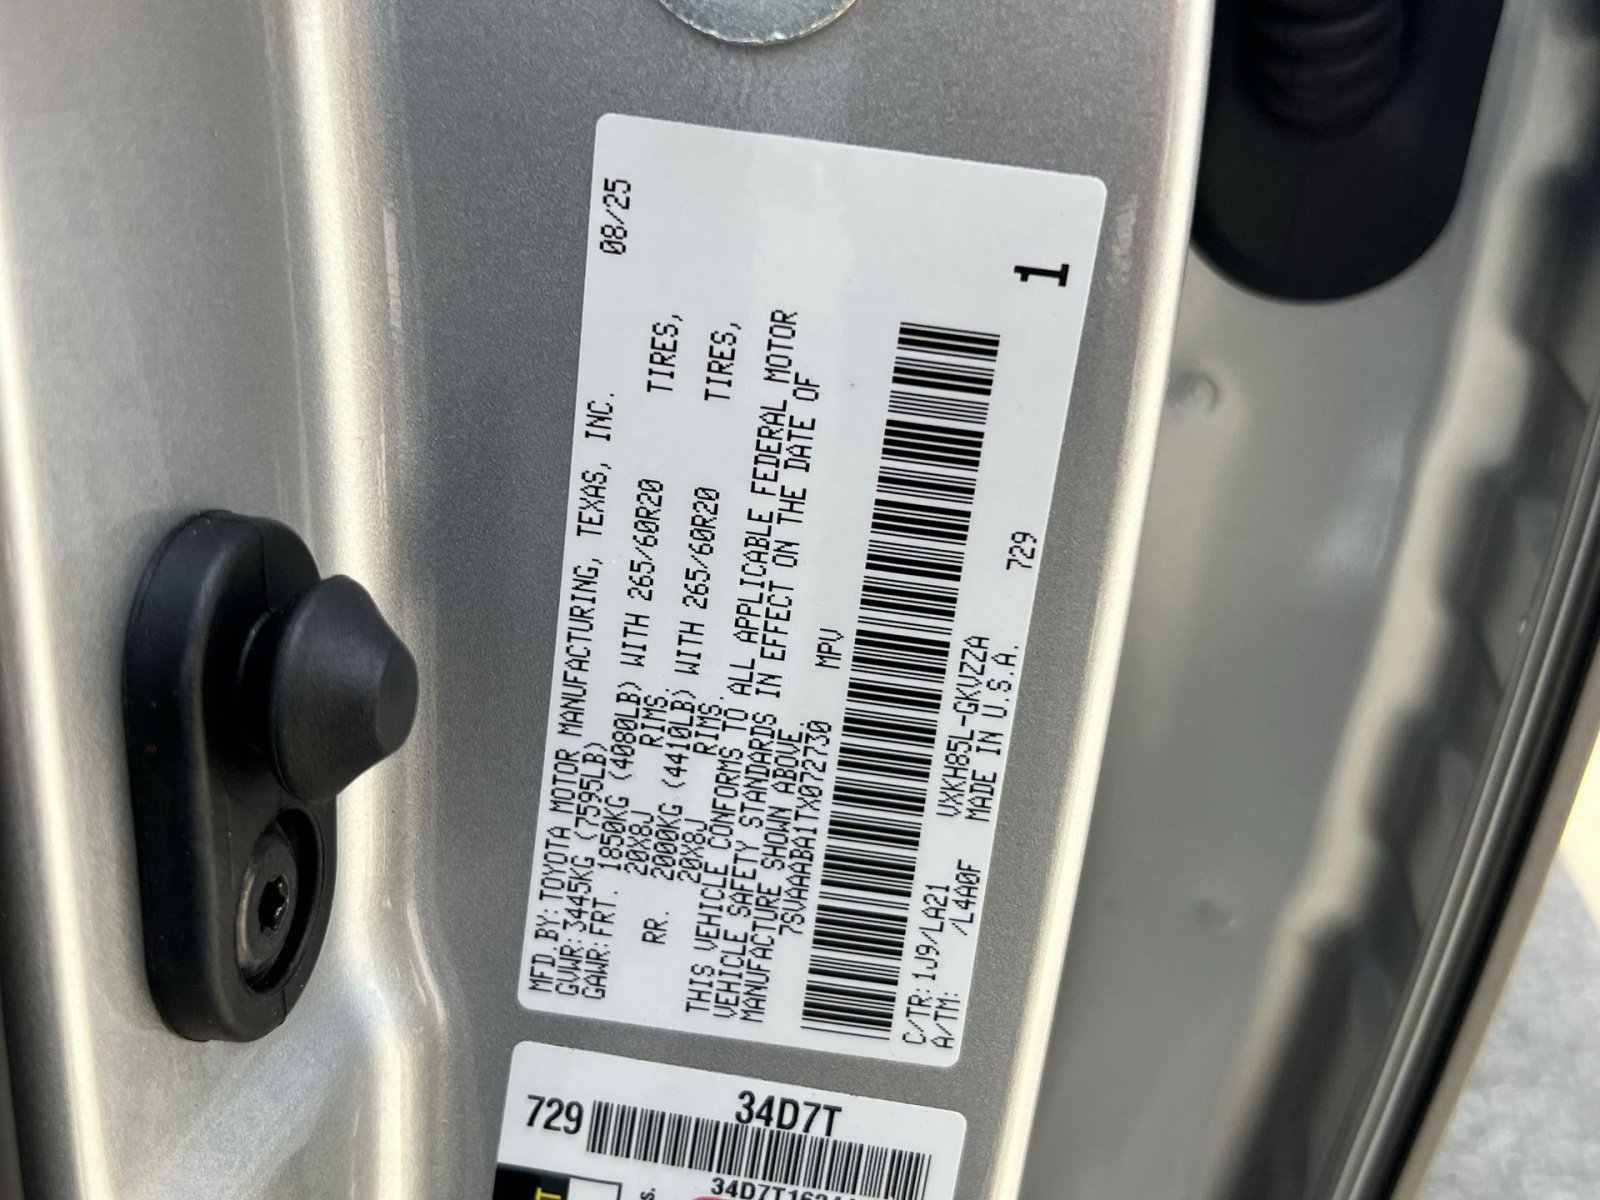 08/25
MFD.BY:TOYOTA MOTOR MANUFACTURING, TEXAS, INC.
GVWR:3445KG (7595LB)
GAWR:FRT. 1850KG (4080LB) WITH 265/60R20 TIRES,
20X8J RIMS,
RR. 2000KG (4410LB) WITH 265/60R20 TIRES,
20X8J RIMS
THIS VEHICLE CONFORMS TO ALL APPLICABLE FEDERAL MOTOR
VEHICLE SAFETY STANDARDS IN EFFECT ON THE DATE OF
MANUFACTURE SHOWN ABOVE.
7SVAAABA1TX072730 MPV
1
C/TR:1J9/LA21 VXKH85L-GKVZZA 729
A/TM: /L4A0F MADE IN U.S.A.
729 34D7T